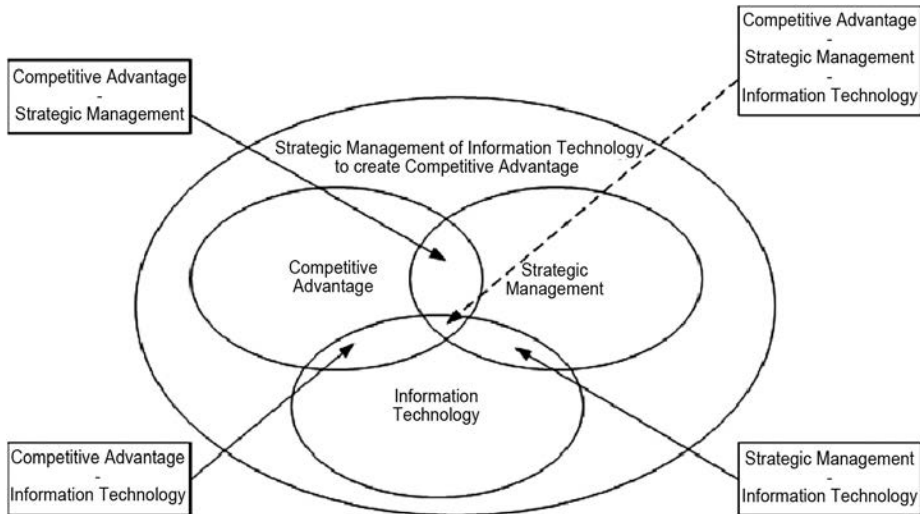 Competitive Advantage
-
Strategic Management
Competitive Advantage
-
Strategic Management
-
Information Technology
Strategic Management of Information Technology
to create Competitive Advantage
Competitive
Advantage
Strategic
Management
Information
Technology
Competitive Advantage
-
Information Technology
Strategic Management
-
Information Technology